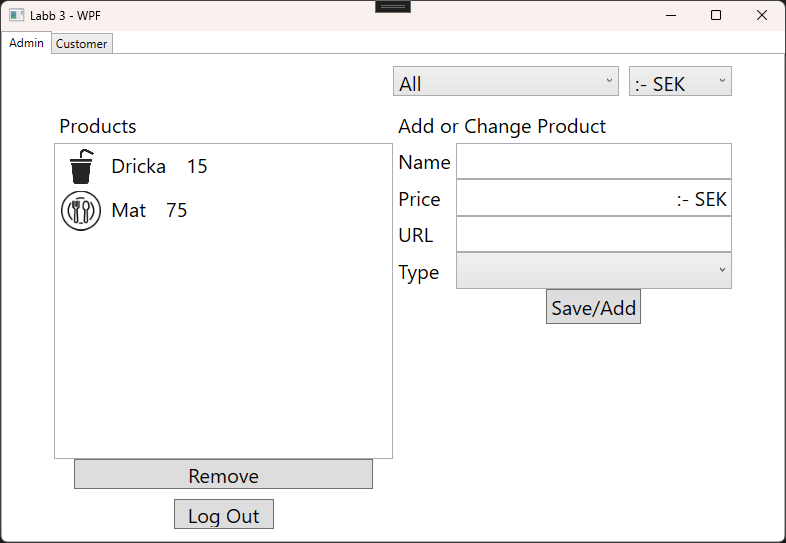 Labb 3 - WPF
Admin Customer
All :- SEK
Products
Add or Change Product
Dricka 15
Mat 75
Name
Price :- SEK
URL
Type
Save/Add
Remove
Log Out